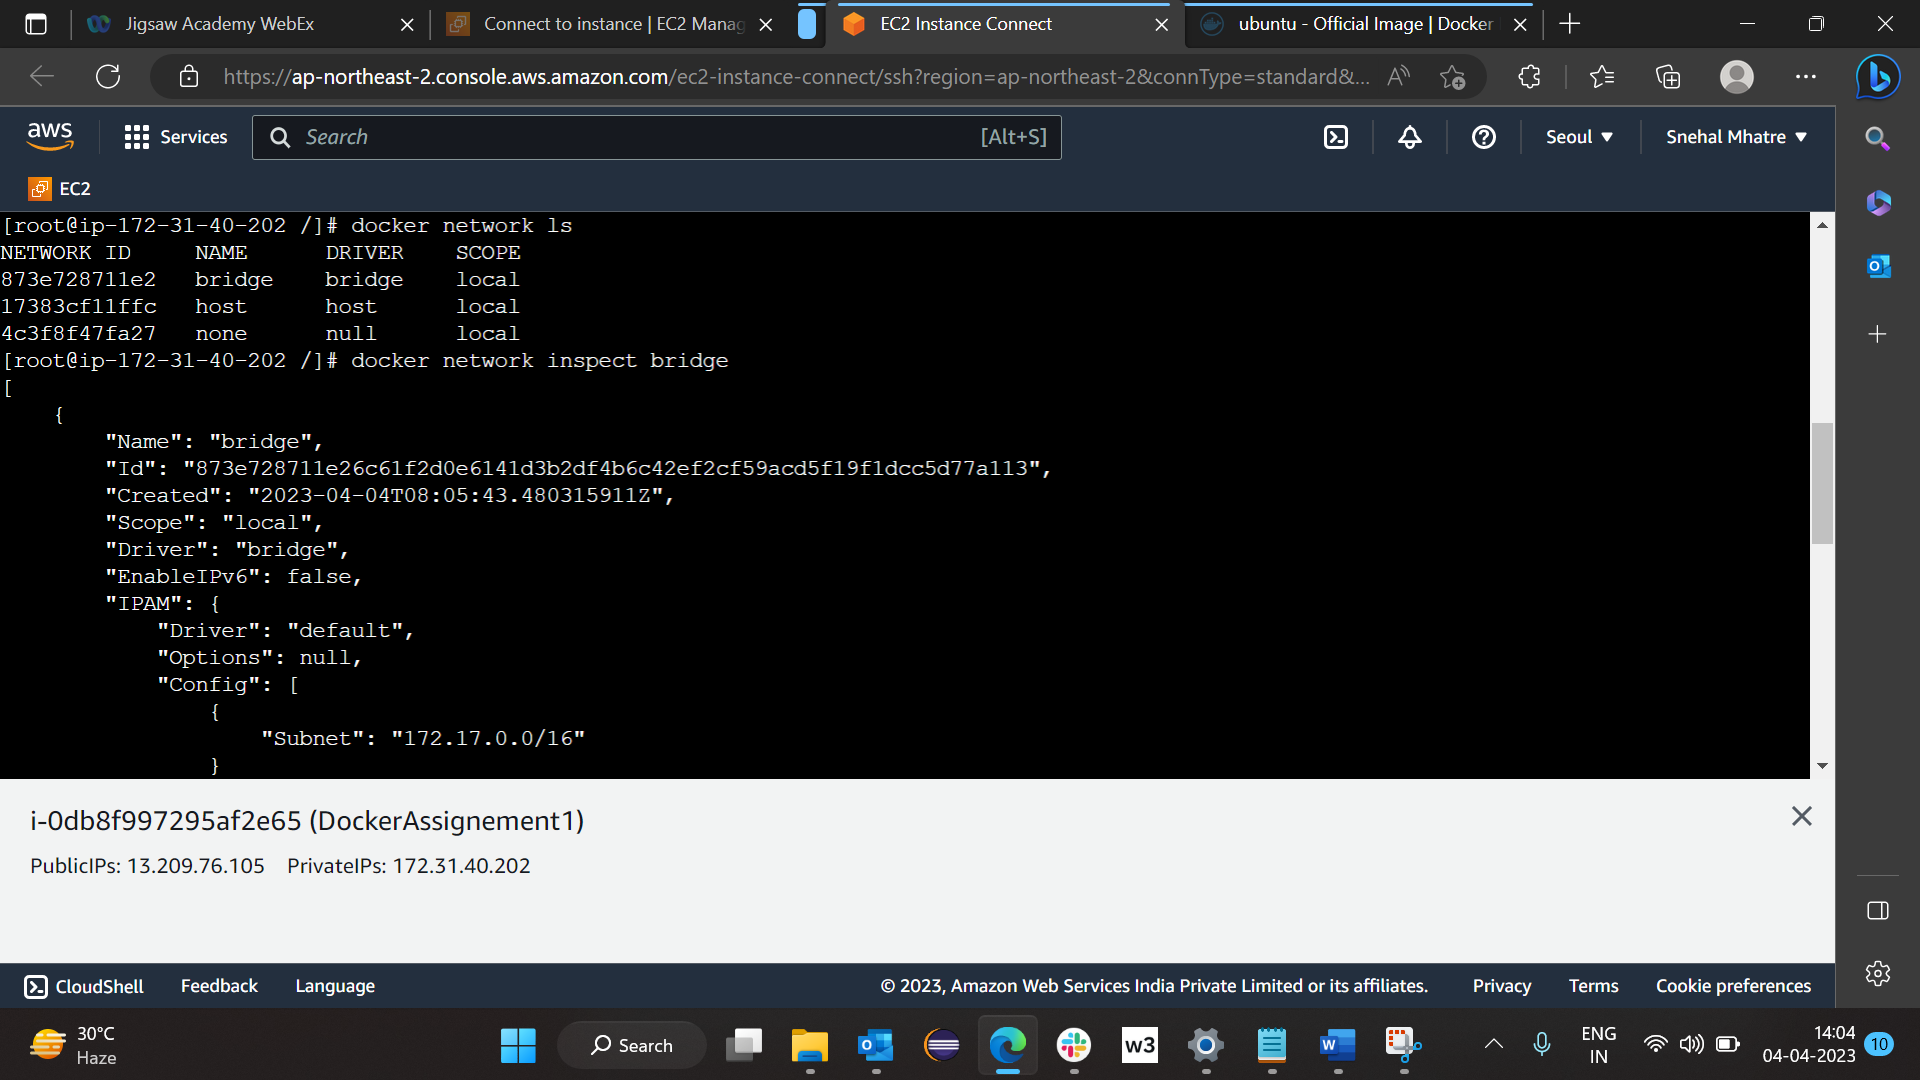 Jigsaw Academy WebEx
Connect to instance | EC2 Manag
EC2 Instance Connect
ubuntu - Official Image | Docker
https://ap-northeast-2.console.aws.amazon.com/ec2-instance-connect/ssh?region=ap-northeast-2&connType=standard&...
aws
Services
Search
[Alt+S]
Seoul
Snehal Mhatre
EC2
[root@ip-172-31-40-202 /]# docker network ls
NETWORK ID     NAME      DRIVER    SCOPE
873e728711e2   bridge    bridge    local
17383cf11ffc   host      host      local
4c3f8f47fa27   none      null      local
[root@ip-172-31-40-202 /]# docker network inspect bridge
[
    {
        "Name": "bridge",
        "Id": "873e728711e26c61f2d0e6141d3b2df4b6c42ef2cf59acd5f19f1dcc5d77a113",
        "Created": "2023-04-04T08:05:43.480315911Z",
        "Scope": "local",
        "Driver": "bridge",
        "EnableIPv6": false,
        "IPAM": {
            "Driver": "default",
            "Options": null,
            "Config": [
                {
                    "Subnet": "172.17.0.0/16"
                }
i-0db8f997295af2e65 (DockerAssignement1)
PublicIPs: 13.209.76.105    PrivateIPs: 172.31.40.202
CloudShell
Feedback
Language
© 2023, Amazon Web Services India Private Limited or its affiliates.
Privacy
Terms
Cookie preferences
30°C
Haze
Search
w3
ENG
IN
14:04
04-04-2023
10